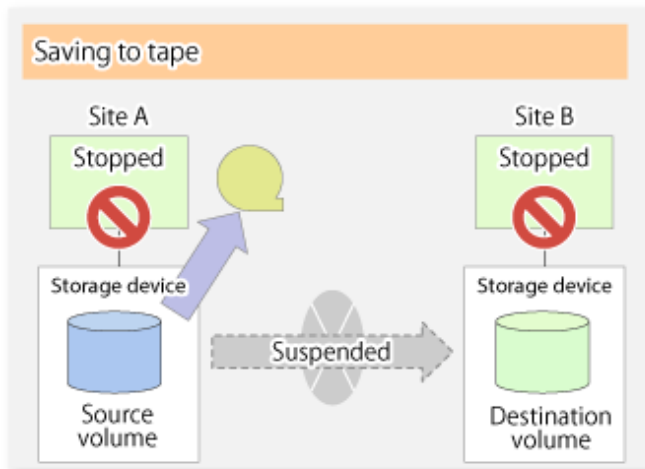 Saving to tape
Site A
Site B
Stopped
Stopped
Storage device
Storage device
Suspended
Source
volume
Destination
volume